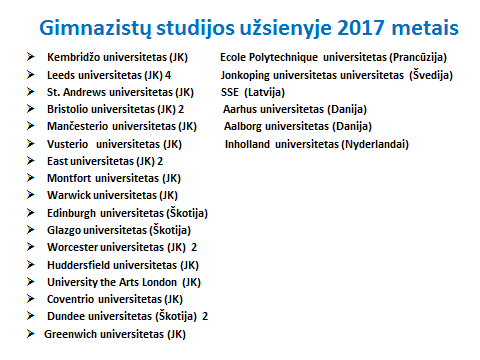 Gimnazistų studijos užsienyje 2017 metais
Kembridžo universitetas (JK)
Leeds universitetas (JK) 4
St. Andrews universitetas (JK)
Bristolio universitetas (JK) 2
Mančesterio universitetas (JK)
Vusterio universitetas (JK)
East universitetas (JK) 2
Montfort universitetas (JK)
Warwick universitetas (JK)
Edinburgh universitetas (Škotija)
Glazgo universitetas (Škotija)
Worcester universitetas (JK) 2
Huddersfield universitetas (JK)
University the Arts London (JK)
Coventrio universitetas (JK)
Dundee universitetas (Škotija) 2
Greenwich universitetas (JK)
Ecole Polytechnique universitetas (Prancūzija)
Jonkoping universitetas universitetas (Švedija)
SSE (Latvija)
Aarhus universitetas (Danija)
Aalborg universitetas (Danija)
Inholland universitetas (Nyderlandai)